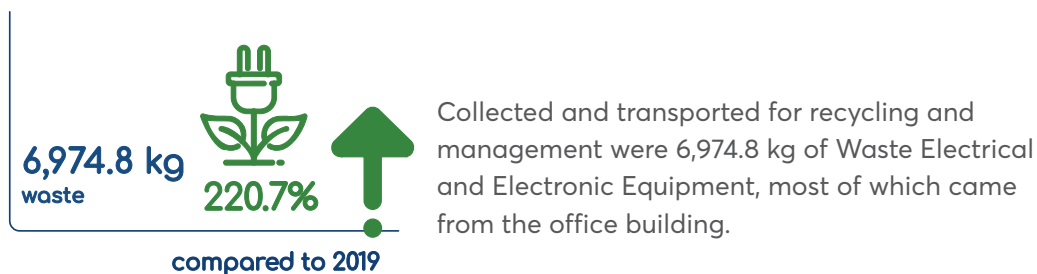 6,974.8 kg
waste
220.7%
compared to 2019
Collected and transported for recycling and
management were 6,974.8 kg of Waste Electrical
and Electronic Equipment, most of which came
from the office building.